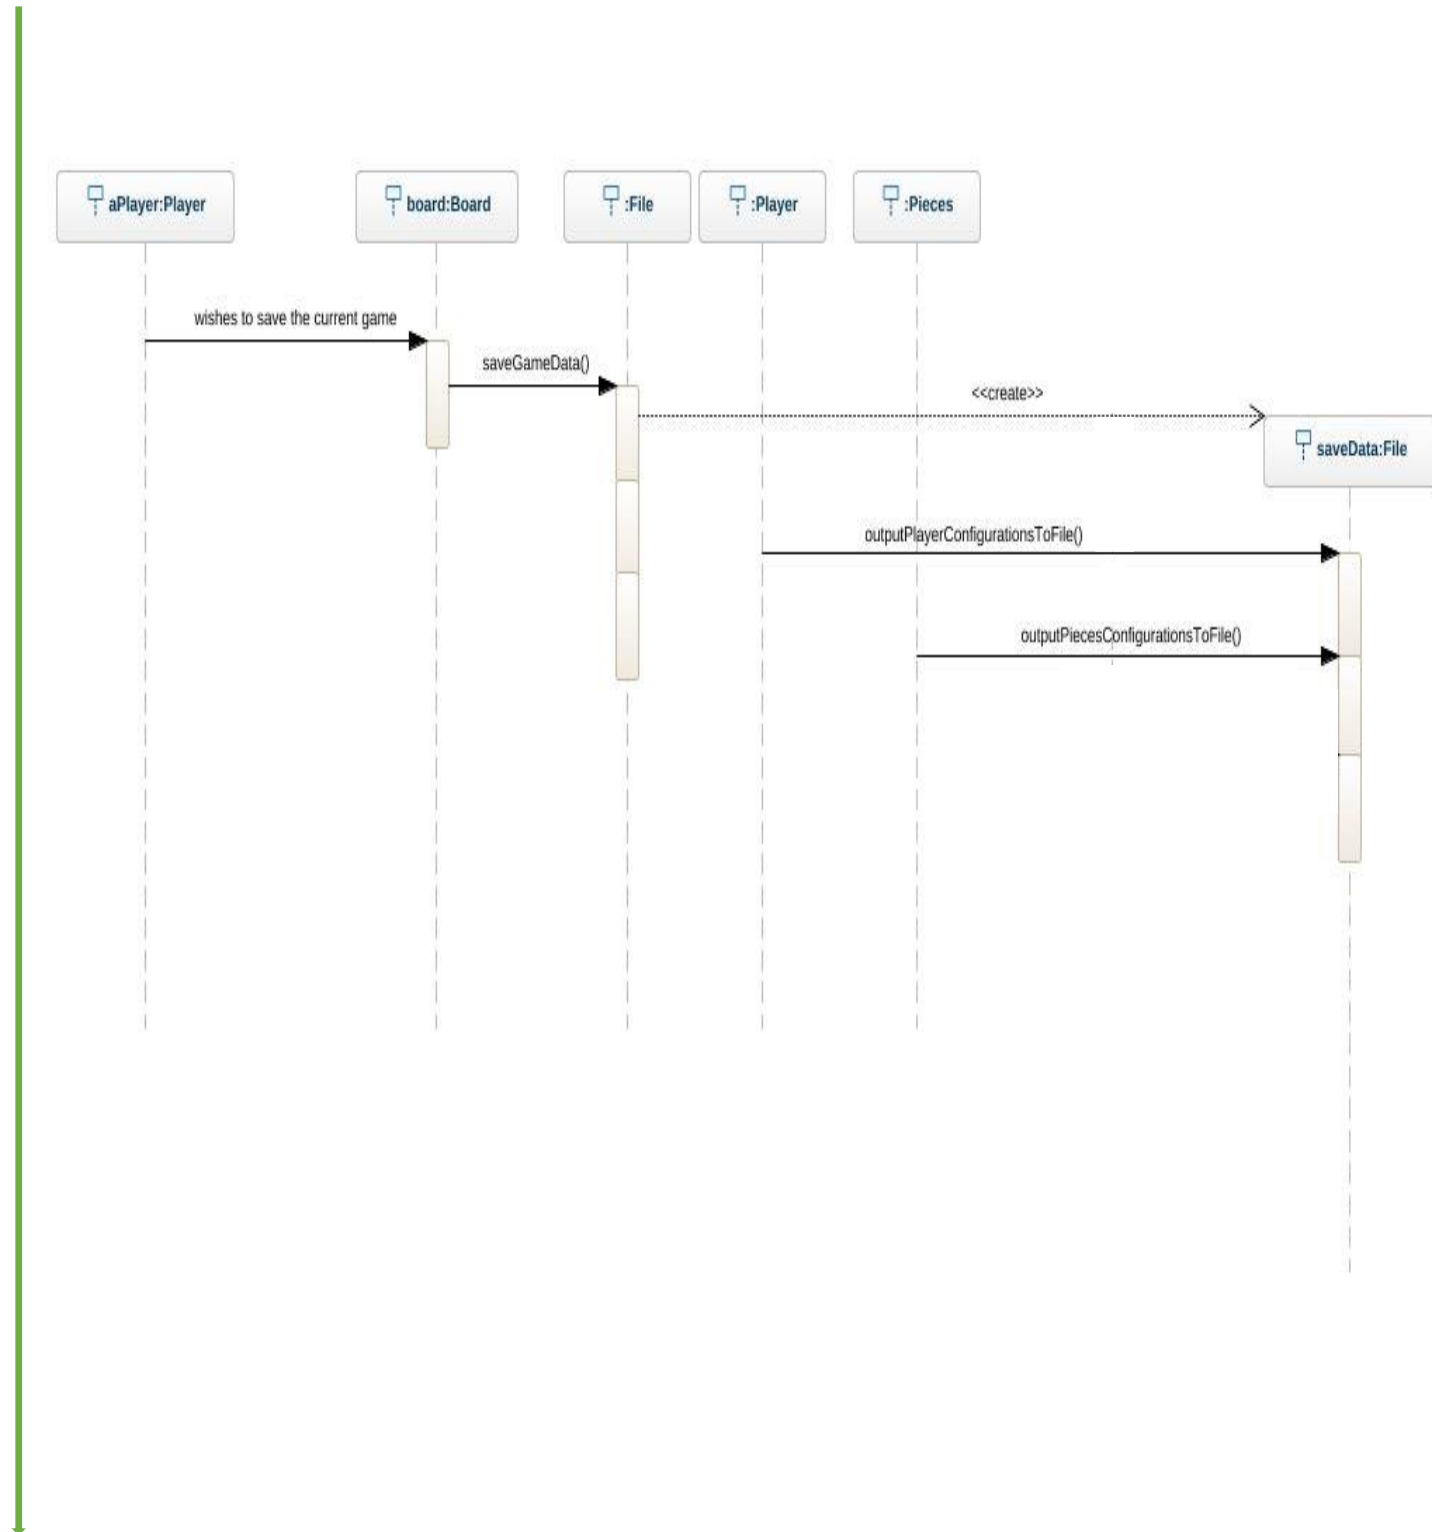 aPlayer:Player
board:Board
:File
:Player
:Pieces
wishes to save the current game
saveGameData()
<<create>>
saveData:File
outputPlayerConfigurationsToFile()
outputPiecesConfigurationsToFile()